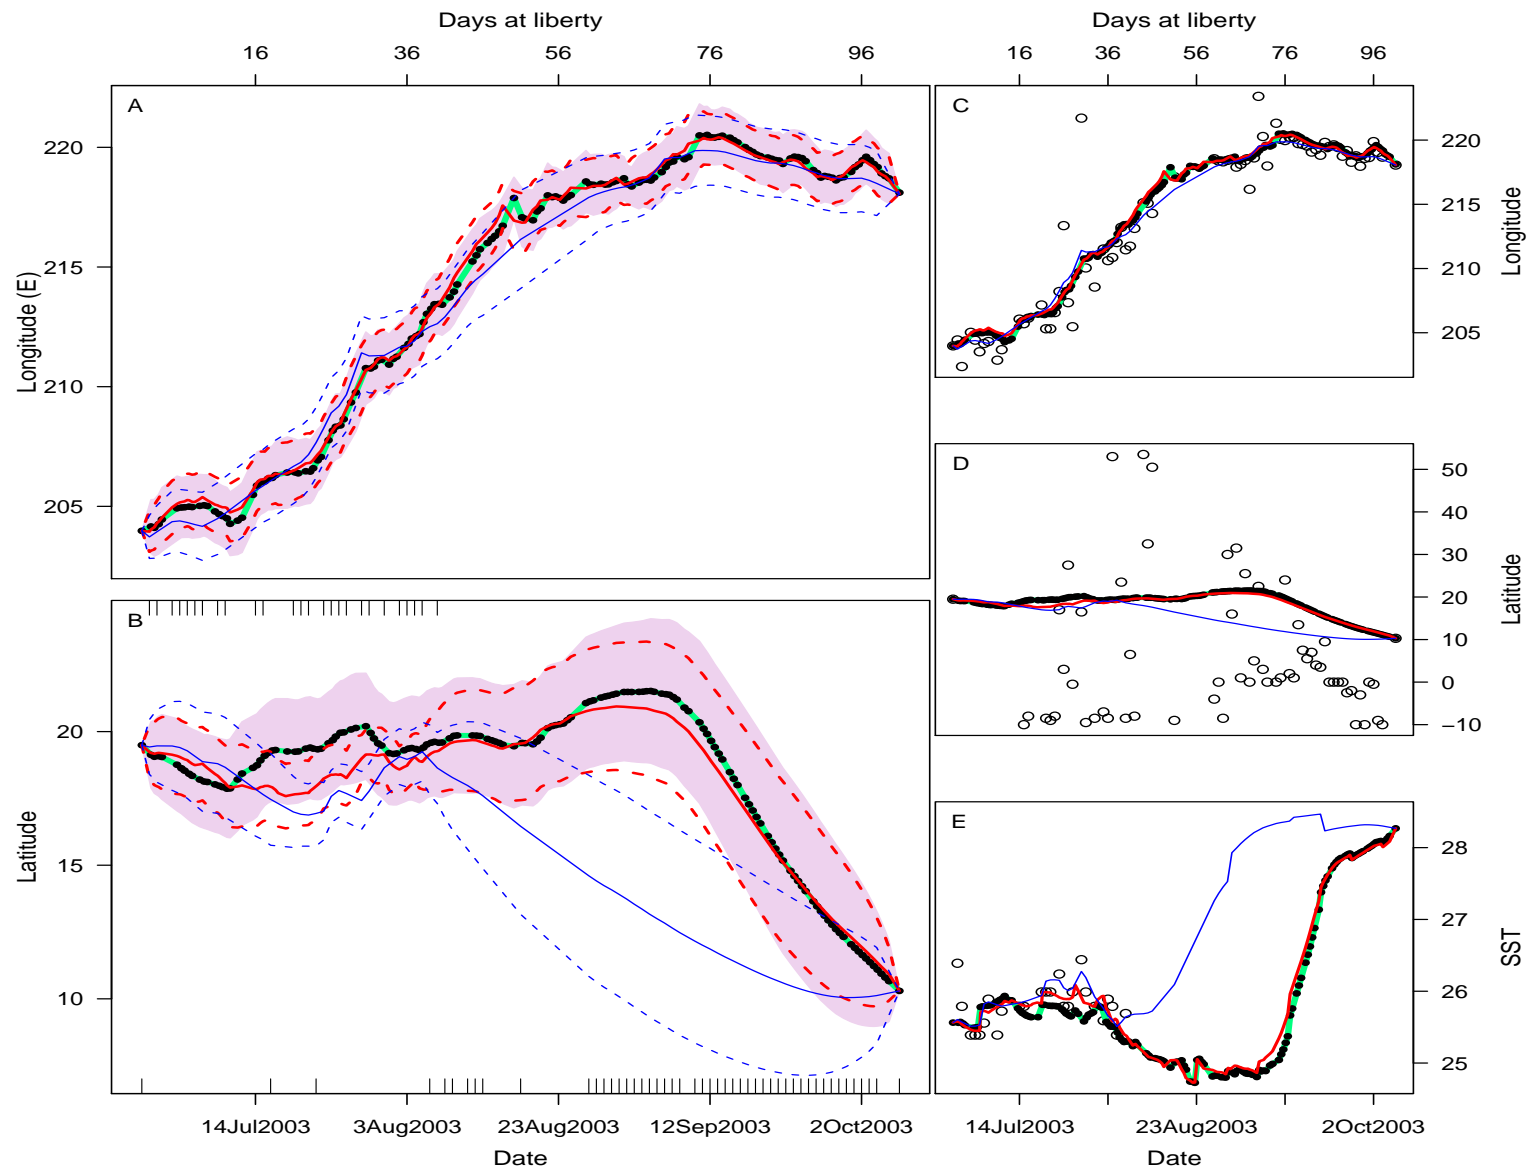 Days at liberty
Days at liberty
16 36 56 76 96
16 36 56 76 96
A
C
Longitude (E)
220
215
210
205
220
215
210
205
Longitude
B
D
Latitude
20
15
10
50
40
30
20
10
0
−10
Latitude
E
28
27
26
25
SST
14Jul2003 3Aug2003 23Aug2003 12Sep2003 2Oct2003
14Jul2003 23Aug2003 2Oct2003
Date
Date